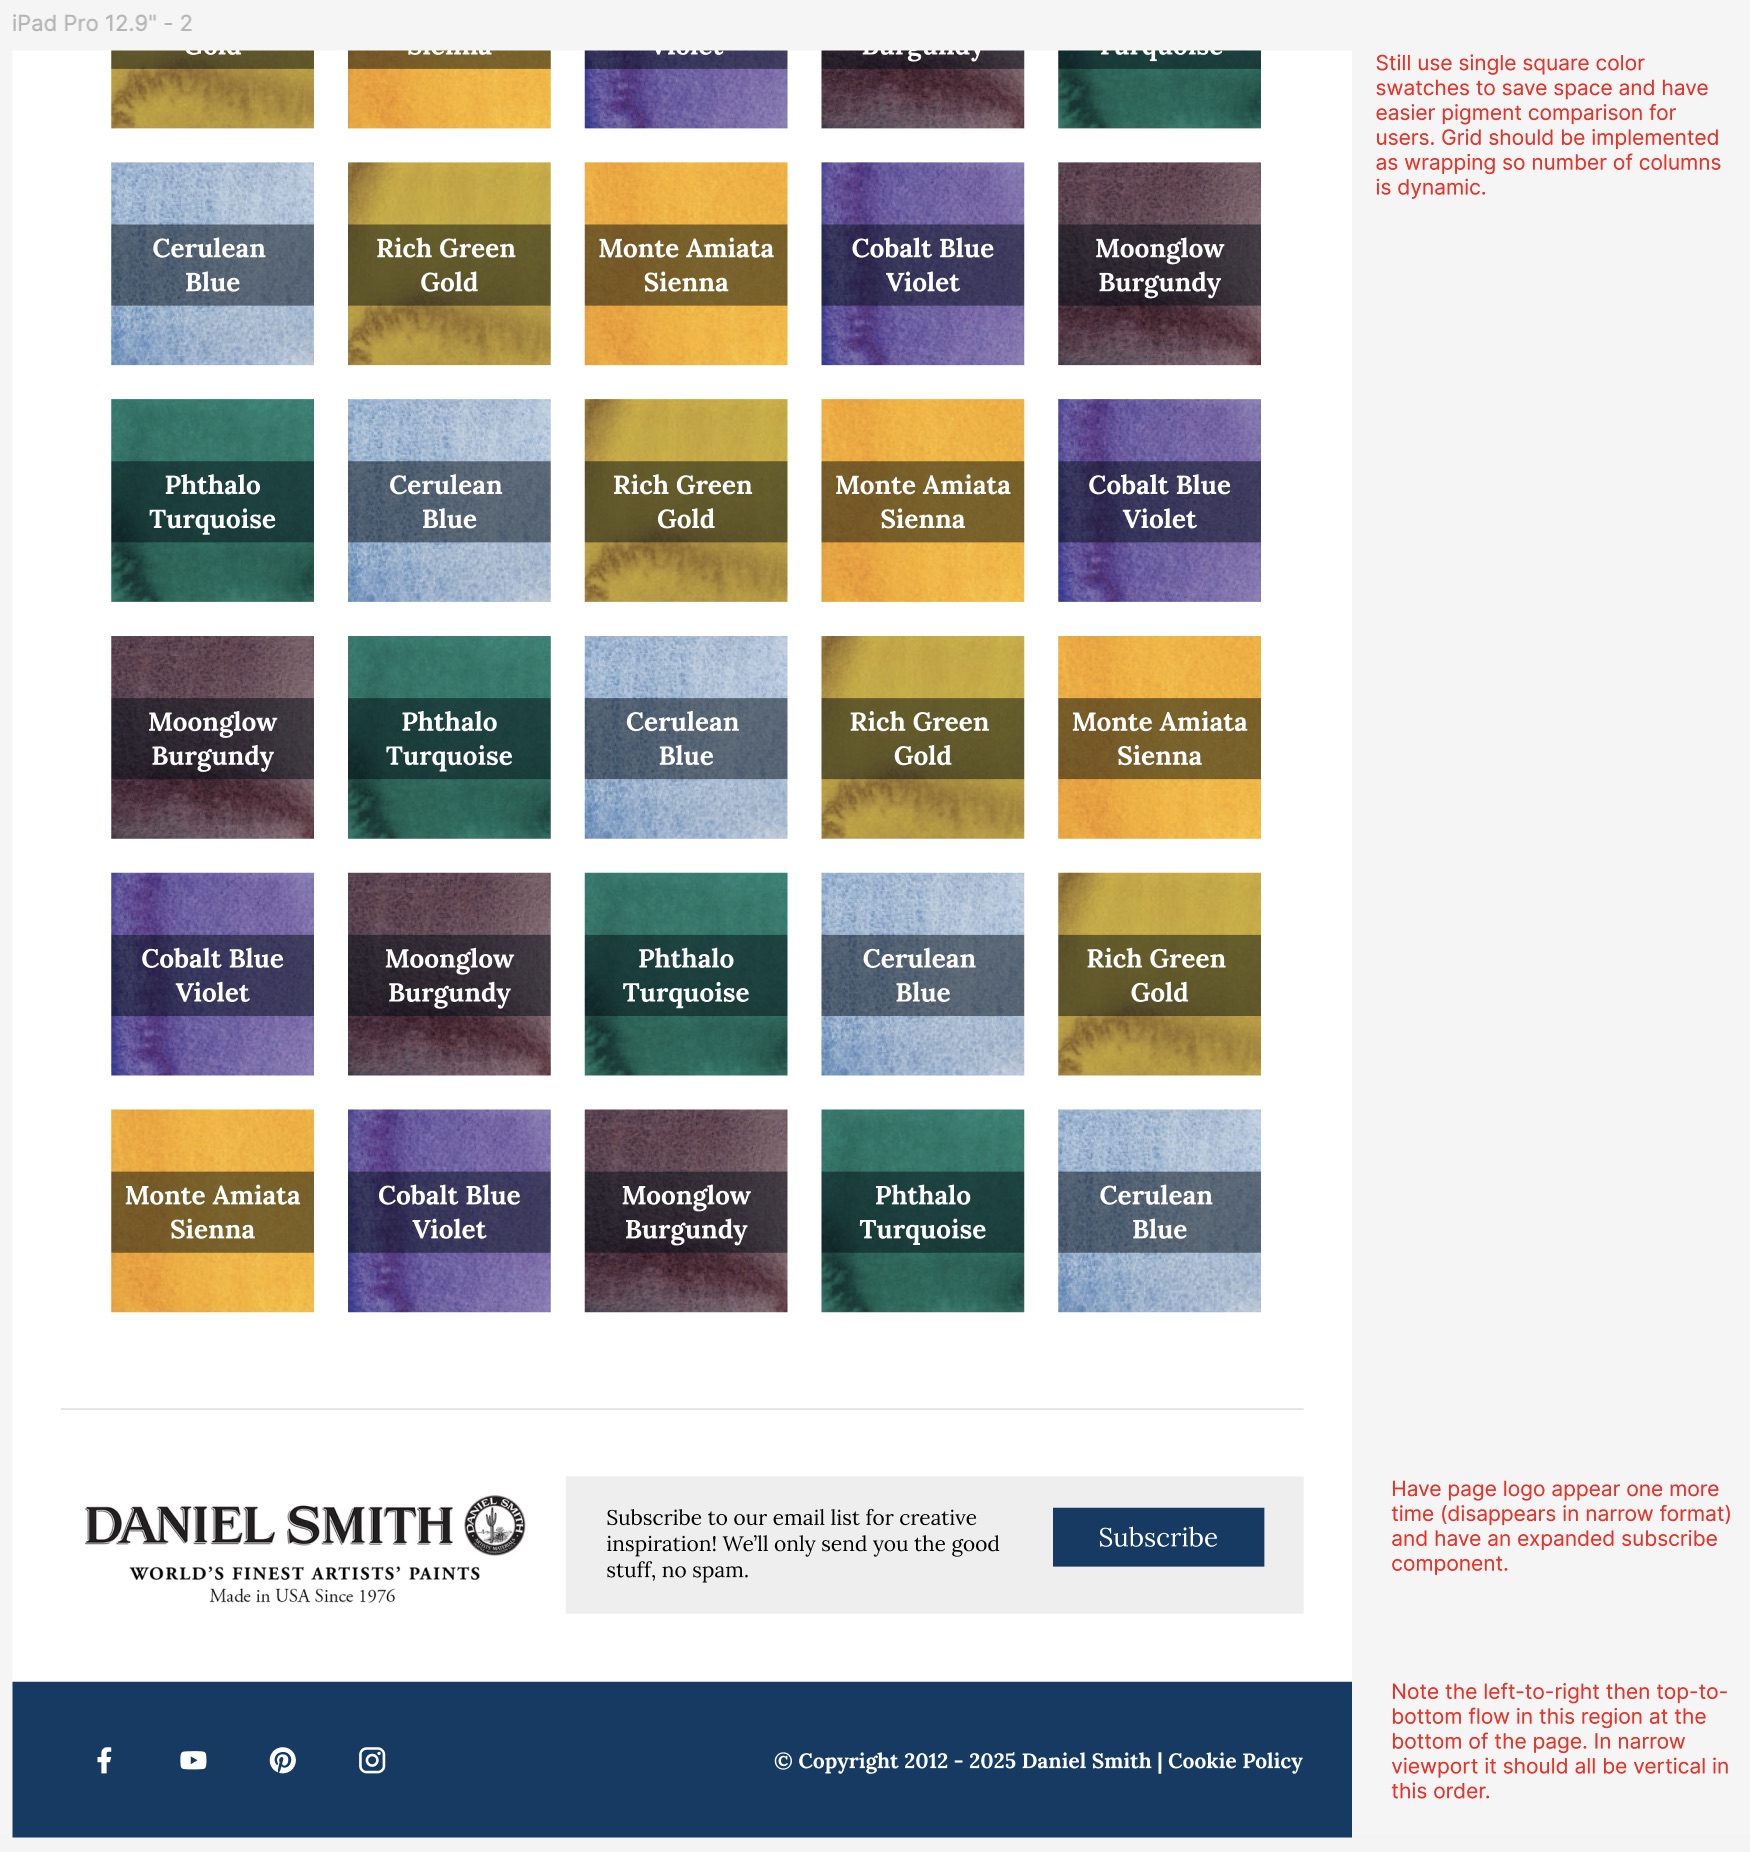 iPad Pro 12.9" - 2
Gold
Sienna
Violet
Burgundy
Turquoise
Still use single square color
swatches to save space and have
easier pigment comparison for
users. Grid should be implemented
as wrapping so number of columns
is dynamic.
Cerulean
Blue
Rich Green
Gold
Monte Amiata
Sienna
Cobalt Blue
Violet
Moonglow
Burgundy
Phthalo
Turquoise
Cerulean
Blue
Rich Green
Gold
Monte Amiata
Sienna
Cobalt Blue
Violet
Moonglow
Burgundy
Phthalo
Turquoise
Cerulean
Blue
Rich Green
Gold
Monte Amiata
Sienna
Cobalt Blue
Violet
Moonglow
Burgundy
Phthalo
Turquoise
Cerulean
Blue
Rich Green
Gold
Monte Amiata
Sienna
Cobalt Blue
Violet
Moonglow
Burgundy
Phthalo
Turquoise
Cerulean
Blue
DANIEL SMITH
DANIEL SMITH
WORLD'S FINEST ARTISTS' PAINTS
Made in USA Since 1976
Subscribe to our email list for creative
inspiration! We'll only send you the good
stuff, no spam.
Subscribe
Have page logo appear one more
time (disappears in narrow format)
and have an expanded subscribe
component.
© Copyright 2012 - 2025 Daniel Smith | Cookie Policy
Note the left-to-right then top-to-
bottom flow in this region at the
bottom of the page. In narrow
viewport it should all be vertical in
this order.